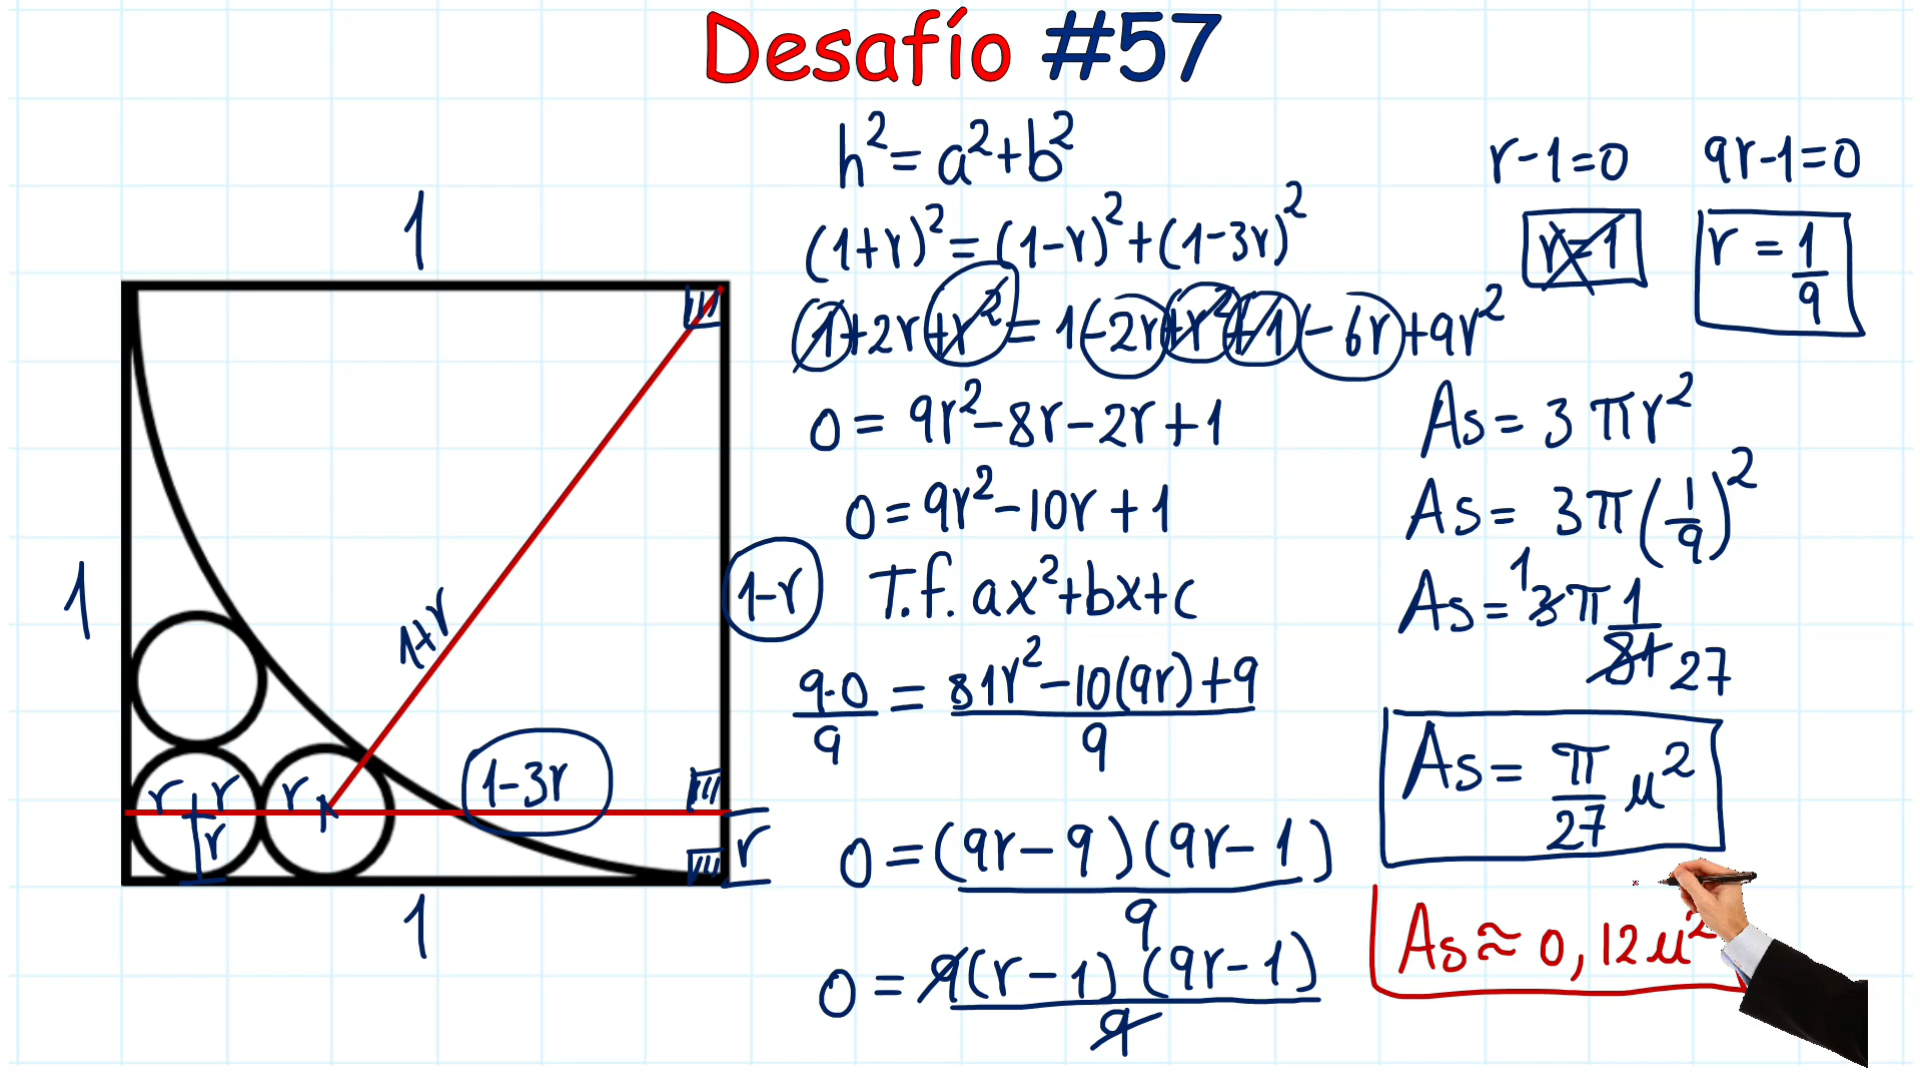 Desafío #57
1
1
1
1+r
1-r
1-3r
r r r
r
r
h²= a²+b²
(1+r)²= (1-r)²+(1-3r)²
1+2r+r² = 1-2r+r²+1-6r+9r²
0 = 9r²-8r-2r+1
0=9r²-10r+1
T.f. ax²+bx+c
9·0/9 = 81r²-10(9r)+9/9
0=(9r-9)(9r-1)/9
0=9(r-1)(9r-1)/9
r-1=0
r=1
9r-1=0
r=1/9
As= 3πr²
As= 3π(1/9)²
As= 1 3π 1/81 27
As= π/27 u²
As≈0,12u²